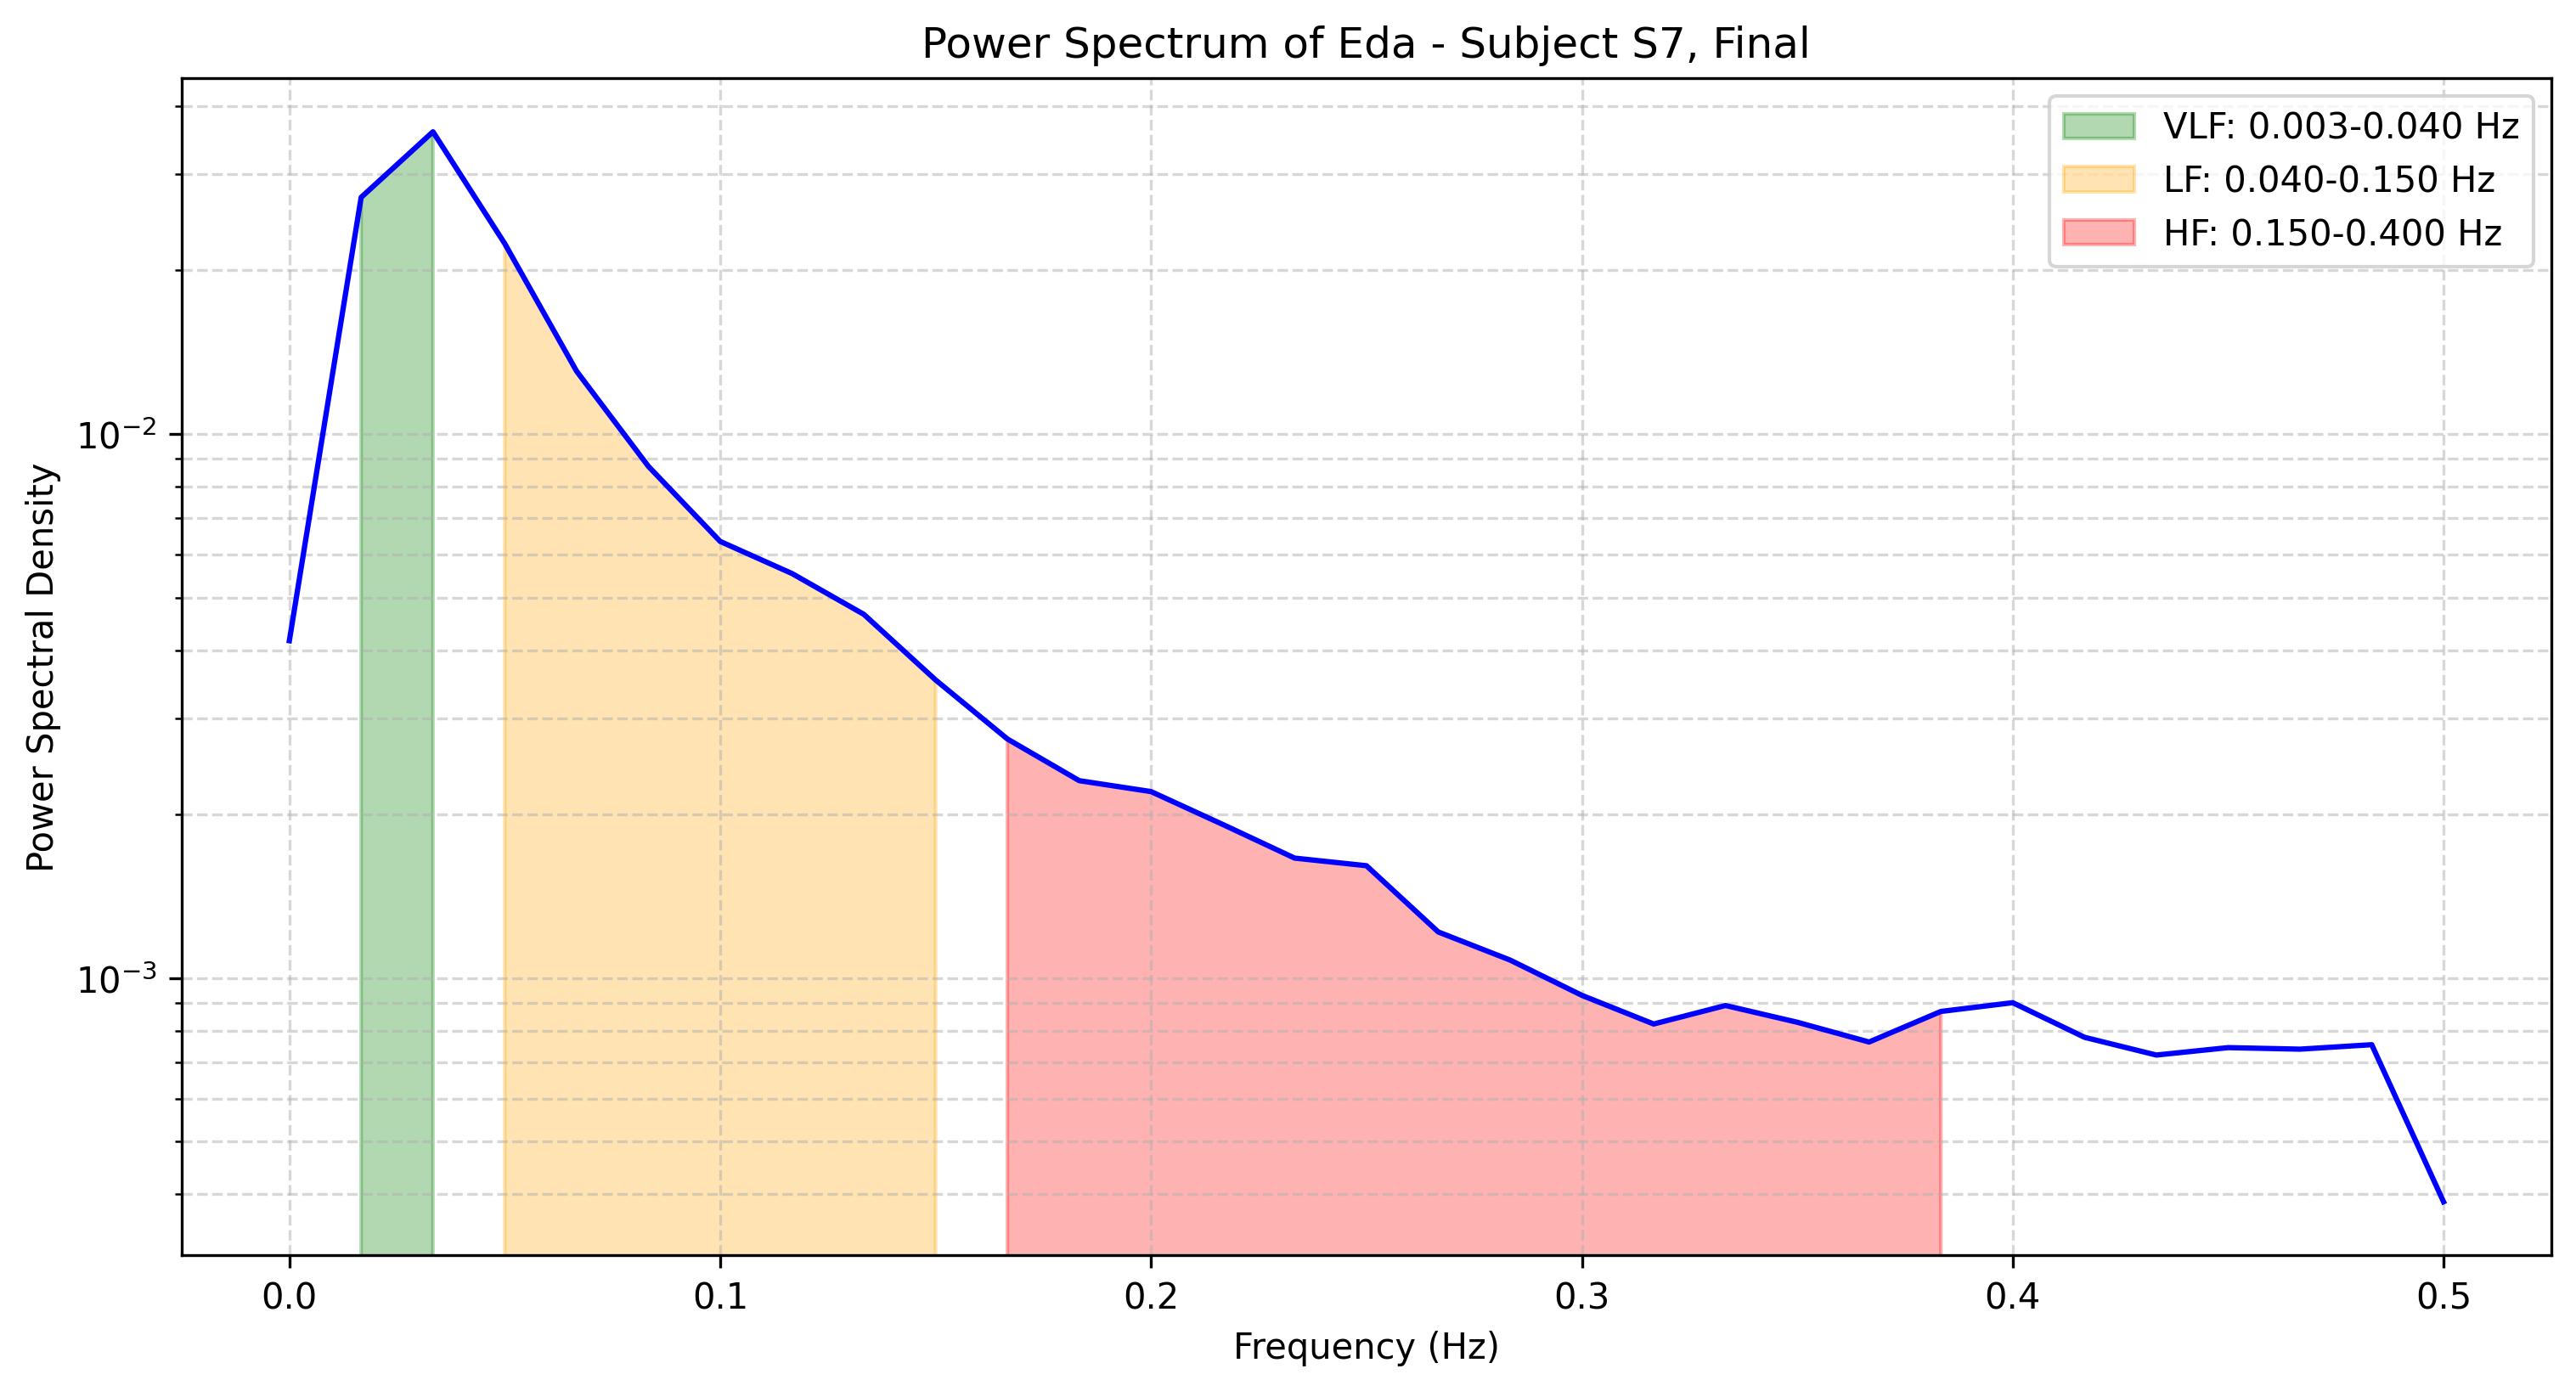 Power Spectrum of Eda - Subject S7, Final
VLF: 0.003-0.040 Hz
LF: 0.040-0.150 Hz
HF: 0.150-0.400 Hz
Power Spectral Density
10⁻²
10⁻³
0.0 0.1 0.2 0.3 0.4 0.5
Frequency (Hz)